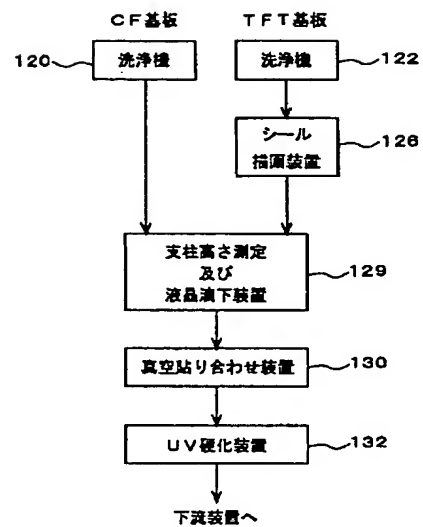 CF基板 TFT基板
120 洗浄機 洗浄機 122
シール
描画装置 126
支柱高さ測定
及び
液晶滴下装置 129
真空貼り合わせ装置 130
UV硬化装置 132
下流装置へ